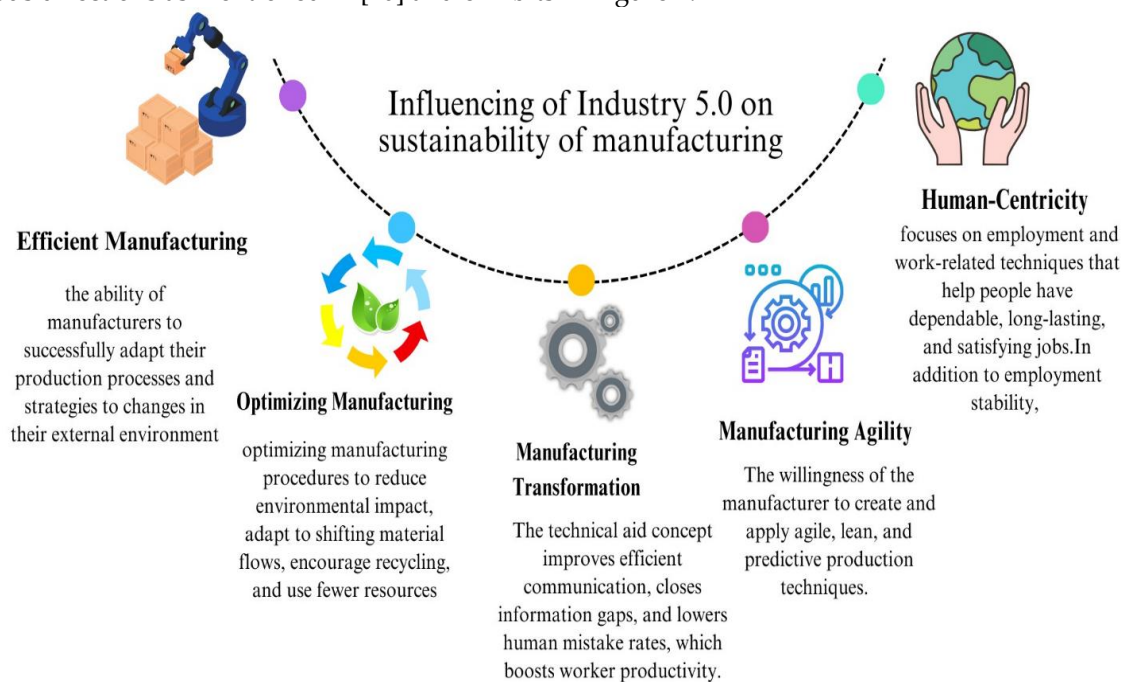 Influencing of Industry 5.0 on
sustainability of manufacturing
Efficient Manufacturing
the ability of
manufacturers to
successfully adapt their
production processes and
strategies to changes in
their external environment
Optimizing Manufacturing
optimizing manufacturing
procedures to reduce
environmental impact,
adapt to shifting material
flows, encourage recycling,
and use fewer resources
Manufacturing
Transformation
The technical aid concept
improves efficient
communication, closes
information gaps, and lowers
human mistake rates, which
boosts worker productivity.
Manufacturing Agility
The willingness of the
manufacturer to create and
apply agile, lean, and
predictive production
techniques.
Human-Centricity
focuses on employment and
work-related techniques that
help people have
dependable, long-lasting,
and satisfying jobs.In
addition to employment
stability,